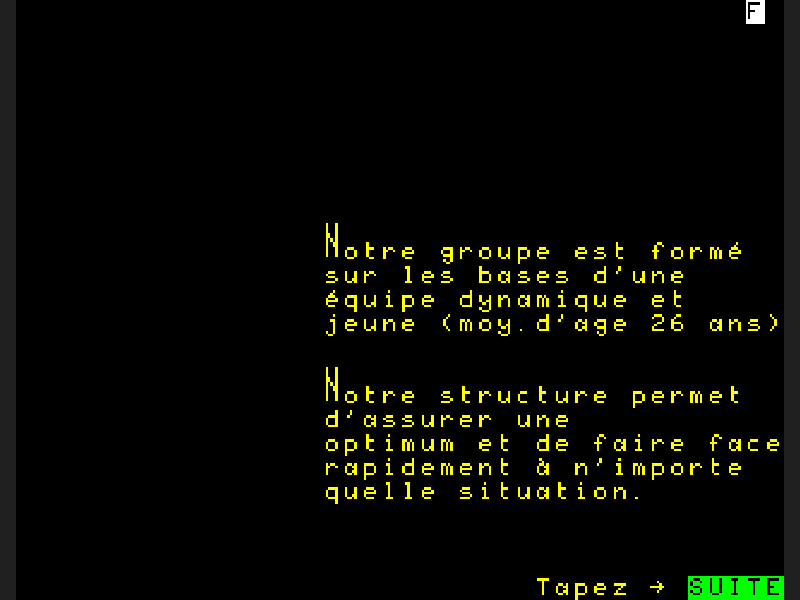 F
Notre groupe est formé
sur les bases d'une
équipe dynamique et
jeune (moy.d'age 26 ans)
Notre structure permet
d'assurer une
optimum et de faire face
rapidement à n'importe
quelle situation.
Tapez → SUITE